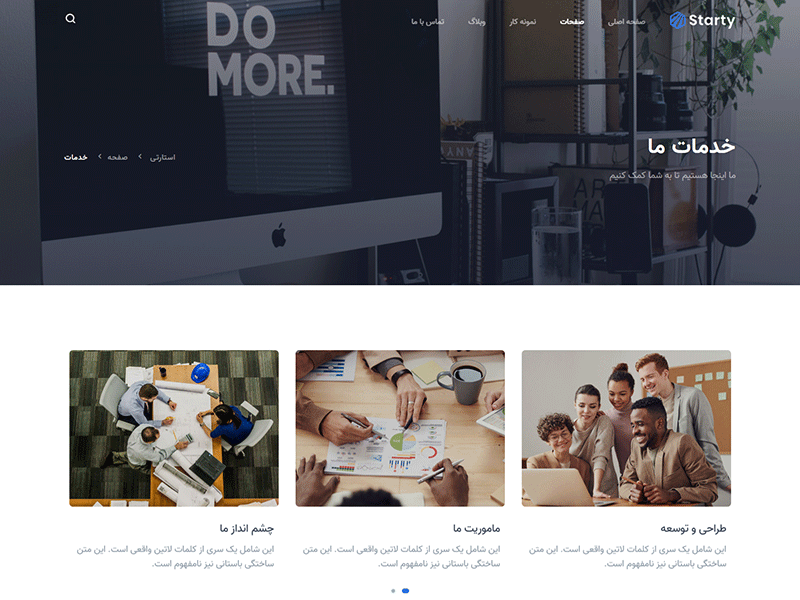 Starty
صفحه اصلی
صفحات
نمونه کار
وبلاگ
تماس با ما
DO
MORE.
خدمات ما
ما اینجا هستیم تا به شما کمک کنیم
استارتی > صفحه > خدمات
طراحی و توسعه
این شامل یک سری از کلمات لاتین واقعی است. این متن
ساختگی باستانی نیز نامفهوم است.
ماموریت ما
این شامل یک سری از کلمات لاتین واقعی است. این متن
ساختگی باستانی نیز نامفهوم است.
چشم انداز ما
این شامل یک سری از کلمات لاتین واقعی است. این متن
ساختگی باستانی نیز نامفهوم است.